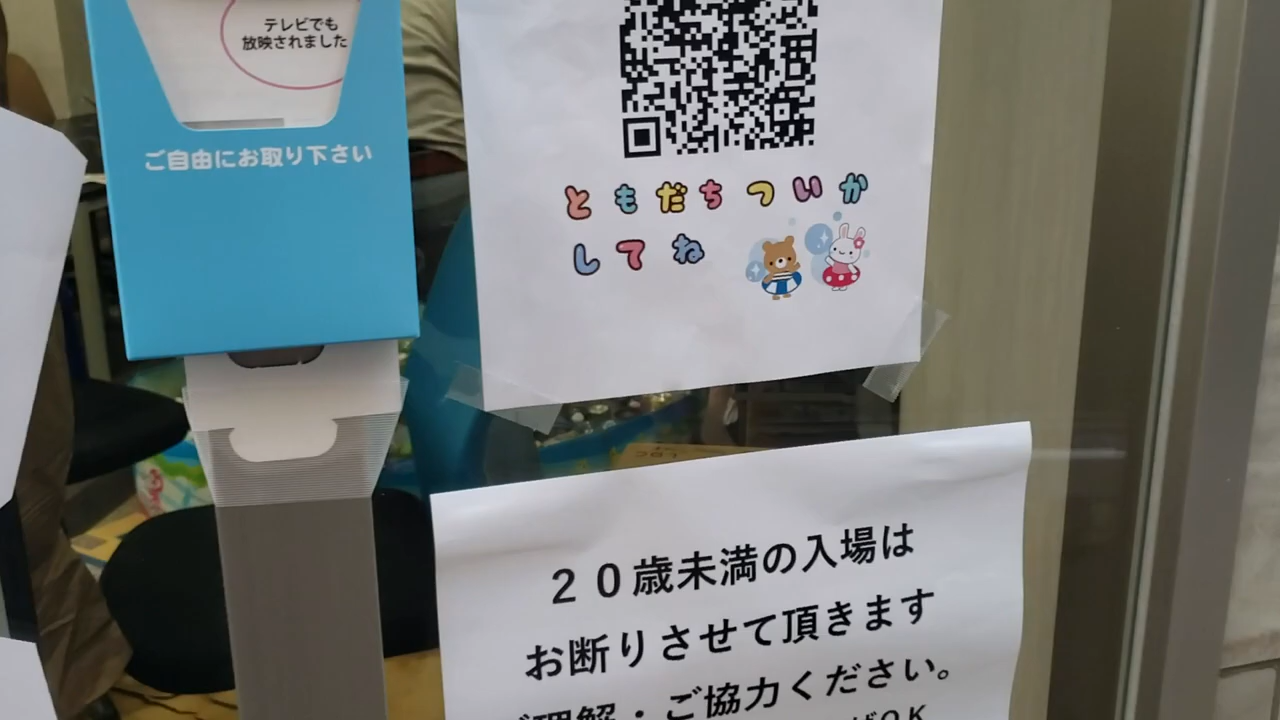 テレビでも
放映されました
ご自由にお取り下さい
ともだちついか
してね
２０歳未満の入場は
お断りさせて頂きます
ご理解・ご協力ください。
ばOK